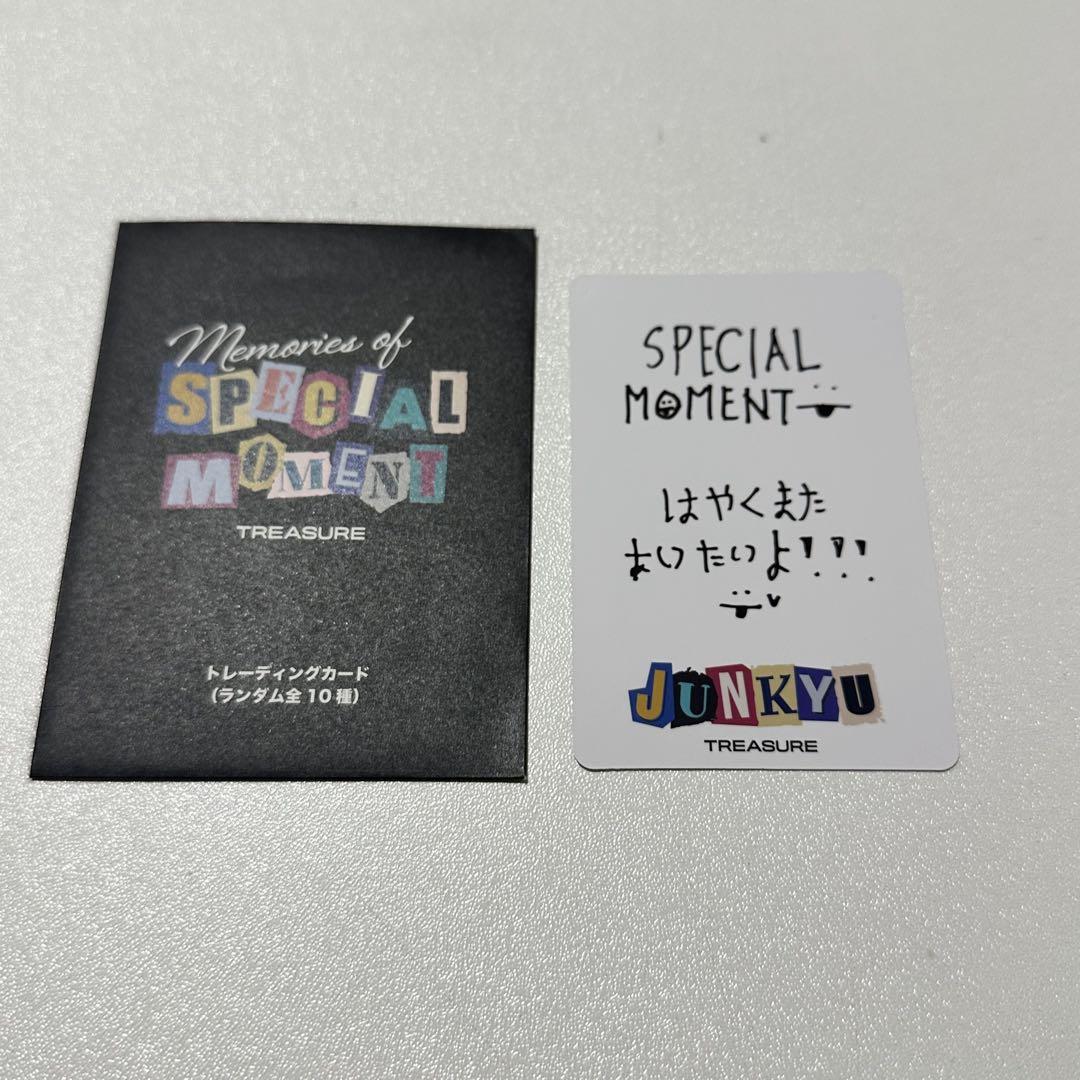 Memories of
SPECIAL
MOMENT
TREASURE
トレーディングカード
(ランダム全10種)
SPECIAL
MOMENT
はやくまた
あいたいよ!!!
JUNKYU
TREASURE